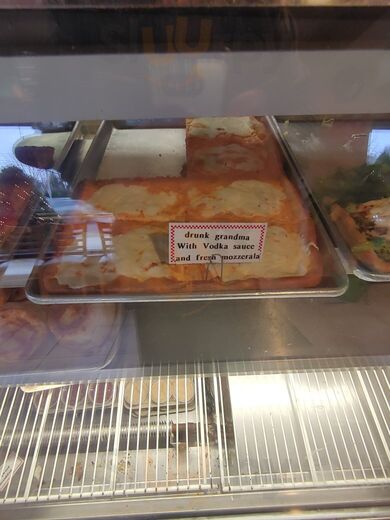 drunk grandma
With Vodka sauce
and fresh mozzerala